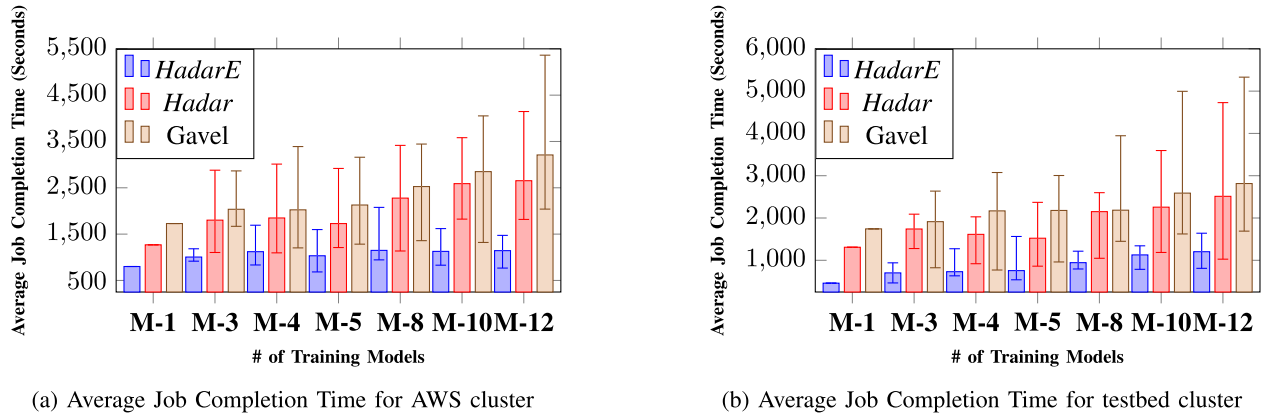 Average Job Completion Time (Seconds)
5,500
4,500
3,500
2,500
1,500
500
HadarE
Hadar
Gavel
M-1 M-3 M-4 M-5 M-8 M-10 M-12
# of Training Models
(a) Average Job Completion Time for AWS cluster
Average Job Completion Time (Seconds)
6,000
5,000
4,000
3,000
2,000
1,000
HadarE
Hadar
Gavel
M-1 M-3 M-4 M-5 M-8 M-10 M-12
# of Training Models
(b) Average Job Completion Time for testbed cluster